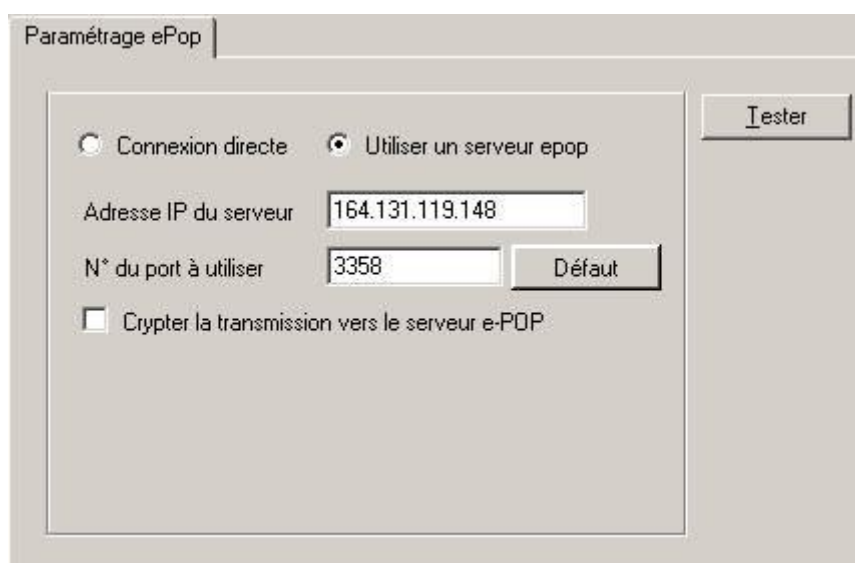 Paramétrage ePop
Tester
Connexion directe Utiliser un serveur epop
Adresse IP du serveur 164.131.119.148
N° du port à utiliser 3358 Défaut
Crypter la transmission vers le serveur e-POP